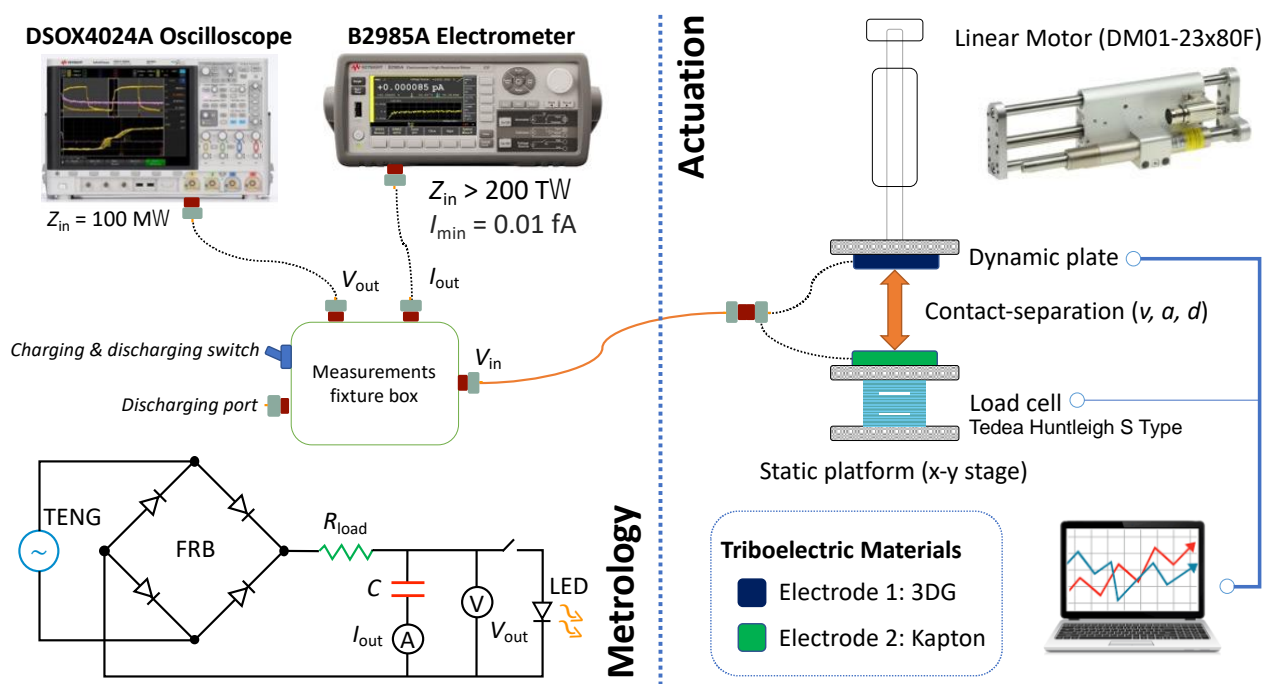 DSOX4024A Oscilloscope
B2985A Electrometer
+0.000085 pA
Z_in = 100 MW
Z_in > 200 TW
I_min = 0.01 fA
V_out
I_out
Charging & discharging switch
Measurements
fixture box
V_in
Discharging port
TENG
~
FRB
R_load
C
I_out
A
V
V_out
LED
Metrology
Actuation
Linear Motor (DM01-23x80F)
Dynamic plate
Contact-separation (v, a, d)
Load cell
Tedea Huntleigh S Type
Static platform (x-y stage)
Triboelectric Materials
Electrode 1: 3DG
Electrode 2: Kapton